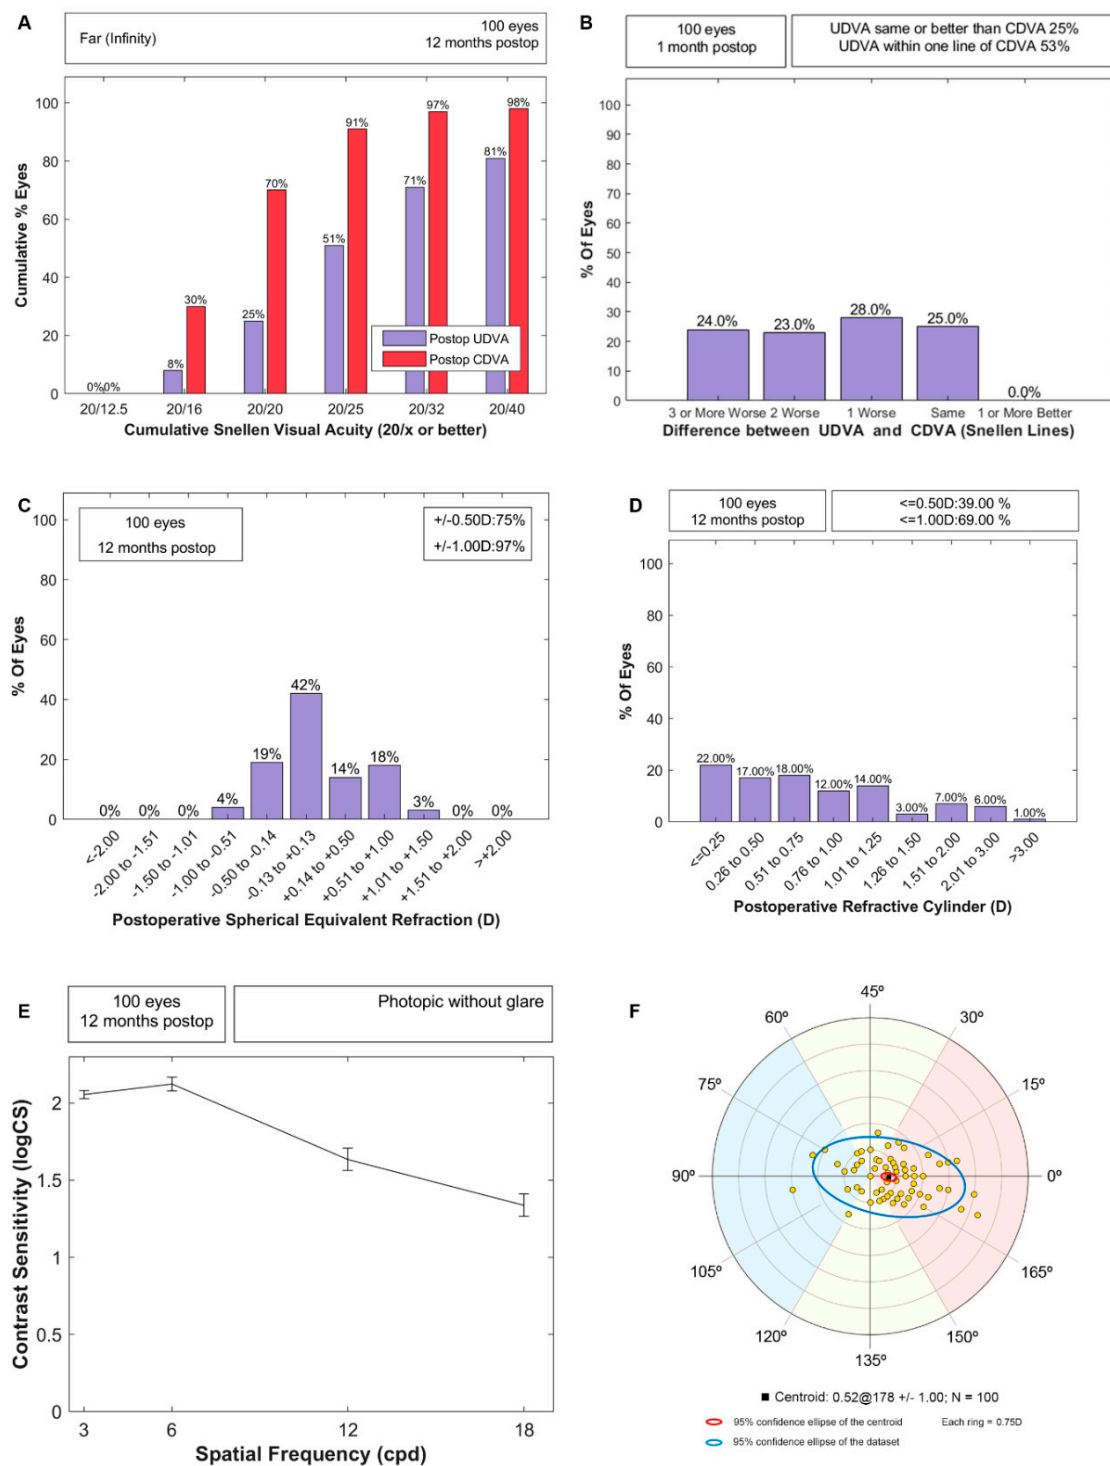 A
Far (Infinity)
100 eyes
12 months postop
Cumulative % Eyes
100
80
60
40
20
0
0%0%
8%
30%
25%
70%
51%
91%
71%
97%
81%
98%
Postop UDVA
Postop CDVA
20/12.5 20/16 20/20 20/25 20/32 20/40
Cumulative Snellen Visual Acuity (20/x or better)
B
100 eyes
1 month postop
UDVA same or better than CDVA 25%
UDVA within one line of CDVA 53%
% Of Eyes
100
90
80
70
60
50
40
30
20
10
0
24.0% 23.0% 28.0% 25.0% 0.0%
3 or More Worse 2 Worse 1 Worse Same 1 or More Better
Difference between UDVA and CDVA (Snellen Lines)
C
100 eyes
12 months postop
+/-0.50D:75%
+/-1.00D:97%
% Of Eyes
100
80
60
40
20
0
0% 0% 0% 4% 19% 42% 14% 18% 3% 0% 0%
<-2.00
-2.00 to -1.51
-1.50 to -1.01
-1.00 to -0.51
-0.50 to -0.14
-0.13 to +0.13
+0.14 to +0.50
+0.51 to +1.00
+1.01 to +1.50
+1.51 to +2.00
>+2.00
Postoperative Spherical Equivalent Refraction (D)
D
100 eyes
12 months postop
<=0.50D:39.00 %
<=1.00D:69.00 %
% Of Eyes
100
80
60
40
20
0
22.00% 17.00% 18.00% 12.00% 14.00% 3.00% 7.00% 6.00% 1.00%
<=0.25
0.26 to 0.50
0.51 to 0.75
0.76 to 1.00
1.01 to 1.25
1.26 to 1.50
1.51 to 2.00
2.01 to 3.00
>3.00
Postoperative Refractive Cylinder (D)
E
100 eyes
12 months postop
Photopic without glare
Contrast Sensitivity (logCS)
2
1.5
1
0.5
0
3 6 12 18
Spatial Frequency (cpd)
F
45º
60º 30º
75º 15º
90º 0º
105º 165º
120º 150º
135º
Centroid: 0.52@178 +/- 1.00; N = 100
95% confidence ellipse of the centroid Each ring = 0.75D
95% confidence ellipse of the dataset